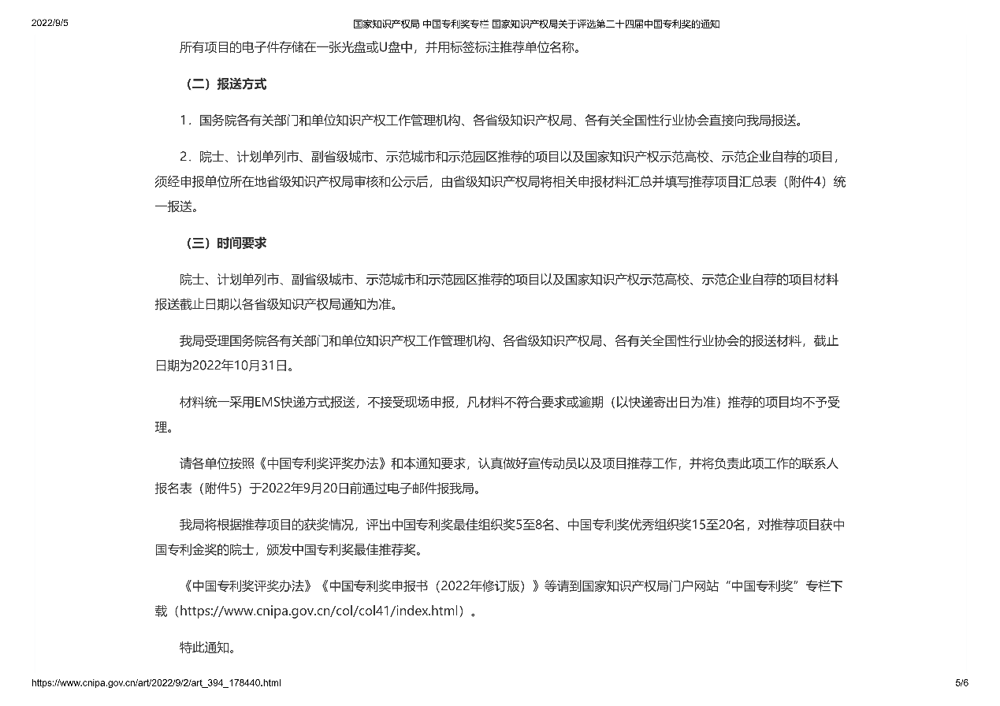 2022/9/5
国家知识产权局 中国专利奖专栏 国家知识产权局关于评选第二十四届中国专利奖的通知
所有项目的电子件存储在一张光盘或U盘中，并用标签标注推荐单位名称。
（二）报送方式
1．国务院各有关部门和单位知识产权工作管理机构、各省级知识产权局、各有关全国性行业协会直接向我局报送。
2．院士、计划单列市、副省级城市、示范城市和示范园区推荐的项目以及国家知识产权示范高校、示范企业自荐的项目，
须经申报单位所在地省级知识产权局审核和公示后，由省级知识产权局将相关申报材料汇总并填写推荐项目汇总表（附件4）统
一报送。
（三）时间要求
院士、计划单列市、副省级城市、示范城市和示范园区推荐的项目以及国家知识产权示范高校、示范企业自荐的项目材料
报送截止日期以各省级知识产权局通知为准。
我局受理国务院各有关部门和单位知识产权工作管理机构、各省级知识产权局、各有关全国性行业协会的报送材料，截止
日期为2022年10月31日。
材料统一采用EMS快递方式报送，不接受现场申报，凡材料不符合要求或逾期（以快递寄出日为准）推荐的项目均不予受
理。
请各单位按照《中国专利奖评奖办法》和本通知要求，认真做好宣传动员以及项目推荐工作，并将负责此项工作的联系人
报名表（附件5）于2022年9月20日前通过电子邮件报我局。
我局将根据推荐项目的获奖情况，评出中国专利奖最佳组织奖5至8名、中国专利奖优秀组织奖15至20名，对推荐项目获中
国专利金奖的院士，颁发中国专利奖最佳推荐奖。
《中国专利奖评奖办法》《中国专利奖申报书（2022年修订版）》等请到国家知识产权局门户网站“中国专利奖”专栏下
载（https://www.cnipa.gov.cn/col/col41/index.html）。
特此通知。
https://www.cnipa.gov.cn/art/2022/9/2/art_394_178440.html
5/6